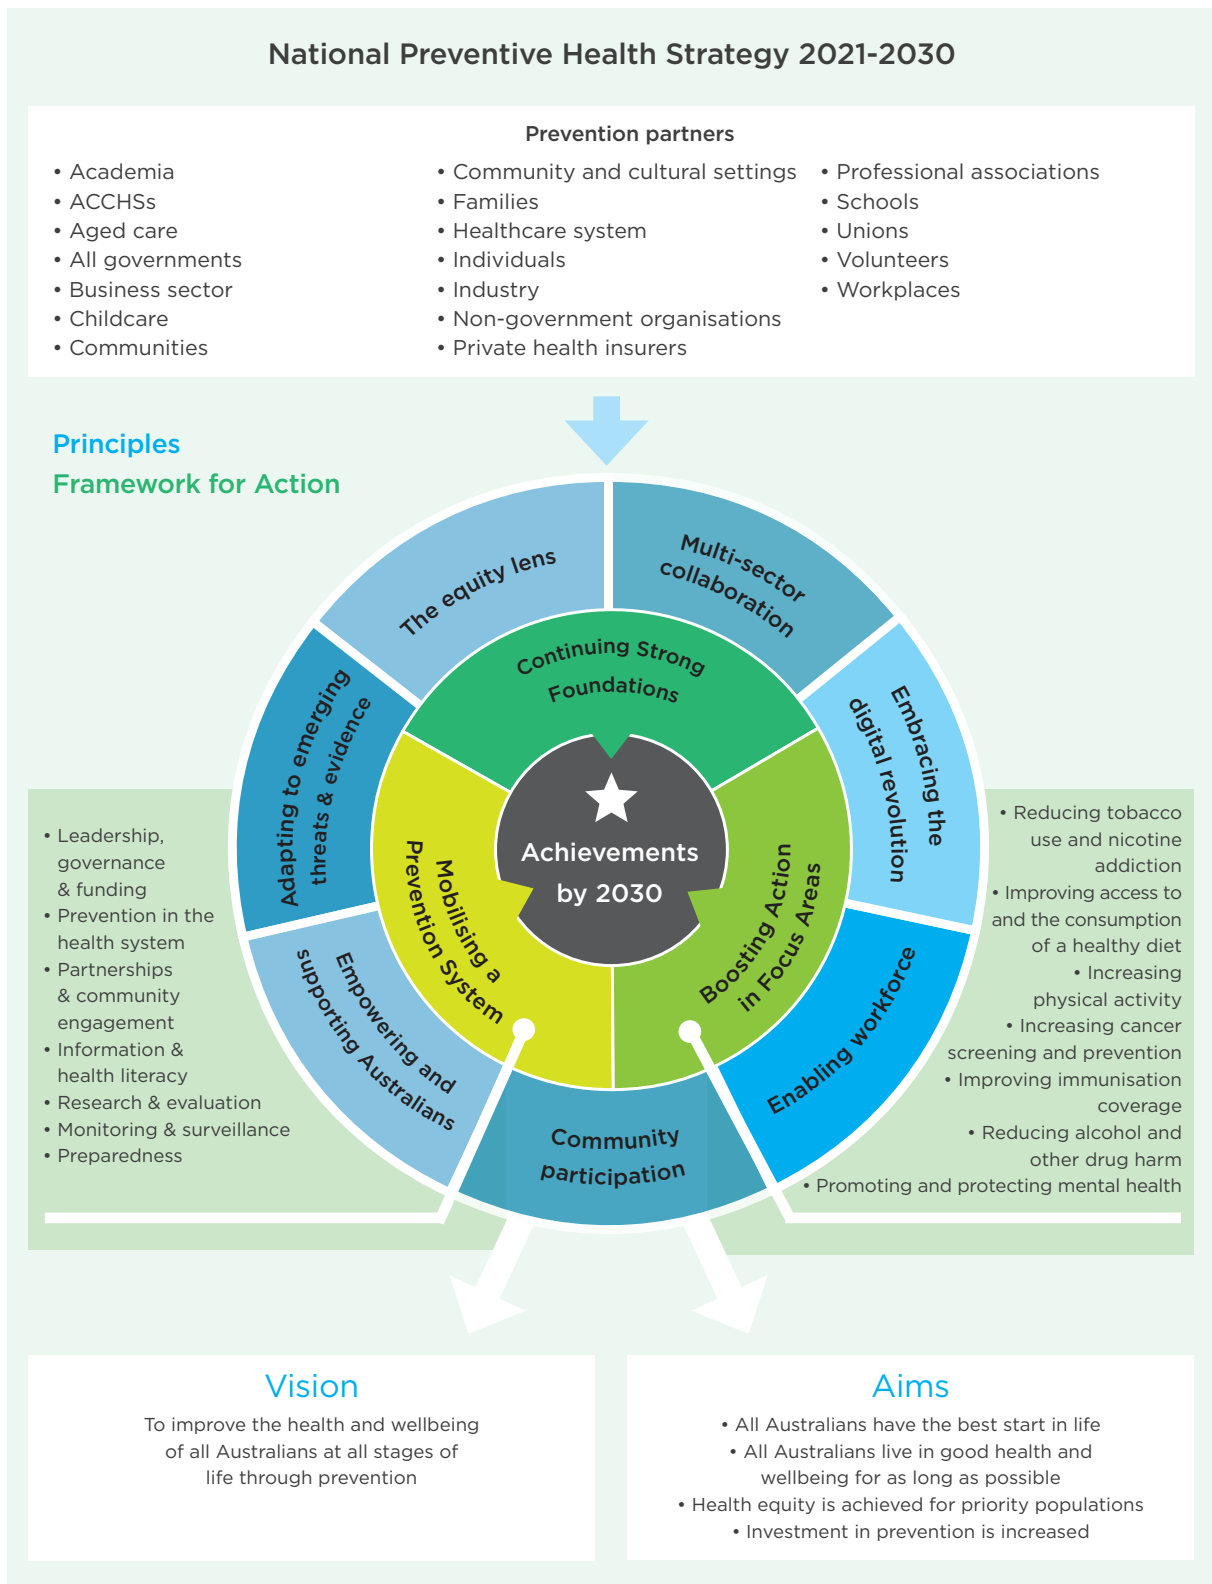 National Preventive Health Strategy 2021-2030
Prevention partners
• Academia
• ACCHSs
• Aged care
• All governments
• Business sector
• Childcare
• Communities
• Community and cultural settings
• Families
• Healthcare system
• Individuals
• Industry
• Non-government organisations
• Private health insurers
• Professional associations
• Schools
• Unions
• Volunteers
• Workplaces
Principles
Framework for Action
The equity lens
Multi-sector
collaboration
Embracing the
digital revolution
Enabling workforce
Community
participation
Empowering and
supporting Australians
Adapting to emerging
threats & evidence
Continuing Strong
Foundations
Boosting Action
in Focus Areas
Mobilising a
Prevention System
Achievements
by 2030
• Leadership,
governance
& funding
• Prevention in the
health system
• Partnerships
& community
engagement
• Information &
health literacy
• Research & evaluation
• Monitoring & surveillance
• Preparedness
• Reducing tobacco
use and nicotine
addiction
• Improving access to
and the consumption
of a healthy diet
• Increasing
physical activity
• Increasing cancer
screening and prevention
• Improving immunisation
coverage
• Reducing alcohol and
other drug harm
• Promoting and protecting mental health
Vision
To improve the health and wellbeing
of all Australians at all stages of
life through prevention
Aims
• All Australians have the best start in life
• All Australians live in good health and
wellbeing for as long as possible
• Health equity is achieved for priority populations
• Investment in prevention is increased